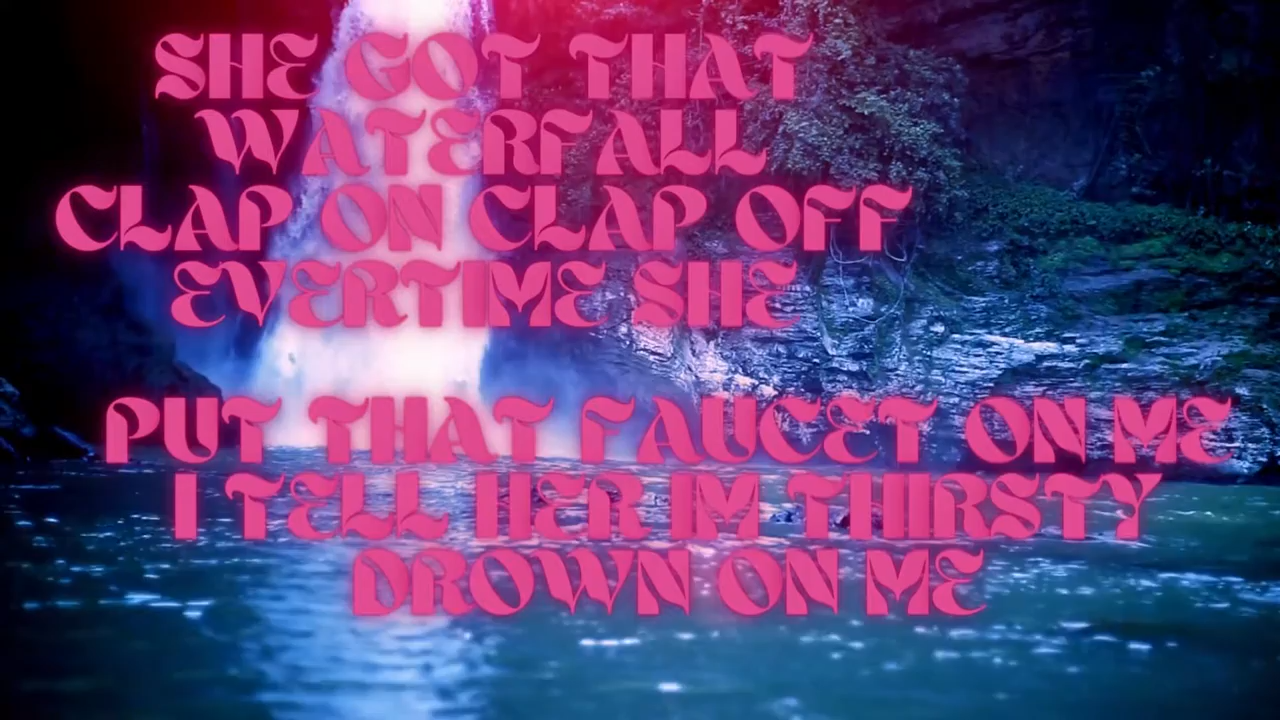 SHE GOT THAT
WATERFALL
CLAP ON CLAP OFF
EVERTIME SHE
PUT THAT FAUCET ON ME
I TELL HER IM THIRSTY
DROWN ON ME